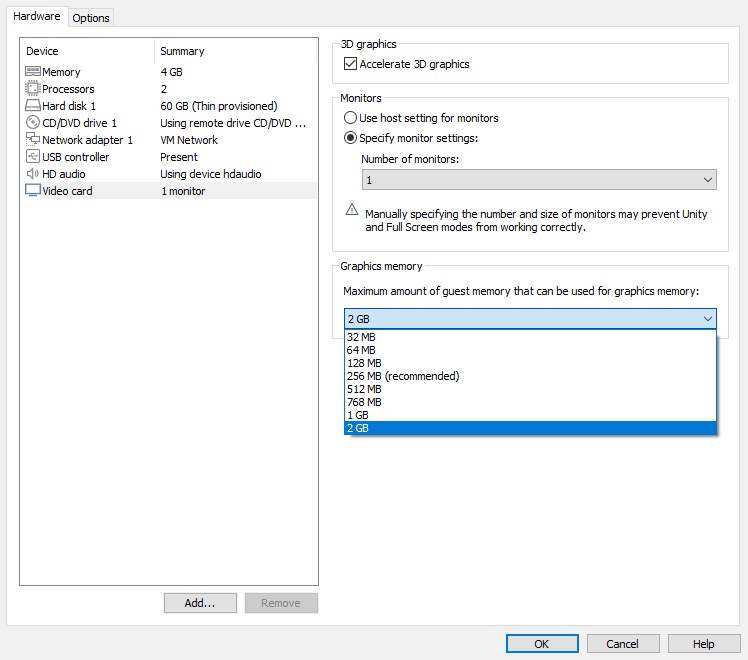 Hardware
Options
Device Summary
Memory 4 GB
Processors 2
Hard disk 1 60 GB (Thin provisioned)
CD/DVD drive 1 Using remote drive CD/DVD ...
Network adapter 1 VM Network
USB controller Present
HD audio Using device hdaudio
Video card 1 monitor
Add...
Remove
3D graphics
Accelerate 3D graphics
Monitors
Use host setting for monitors
Specify monitor settings:
Number of monitors:
1
Manually specifying the number and size of monitors may prevent Unity
and Full Screen modes from working correctly.
Graphics memory
Maximum amount of guest memory that can be used for graphics memory:
2 GB
32 MB
64 MB
128 MB
256 MB (recommended)
512 MB
768 MB
1 GB
2 GB
OK
Cancel
Help